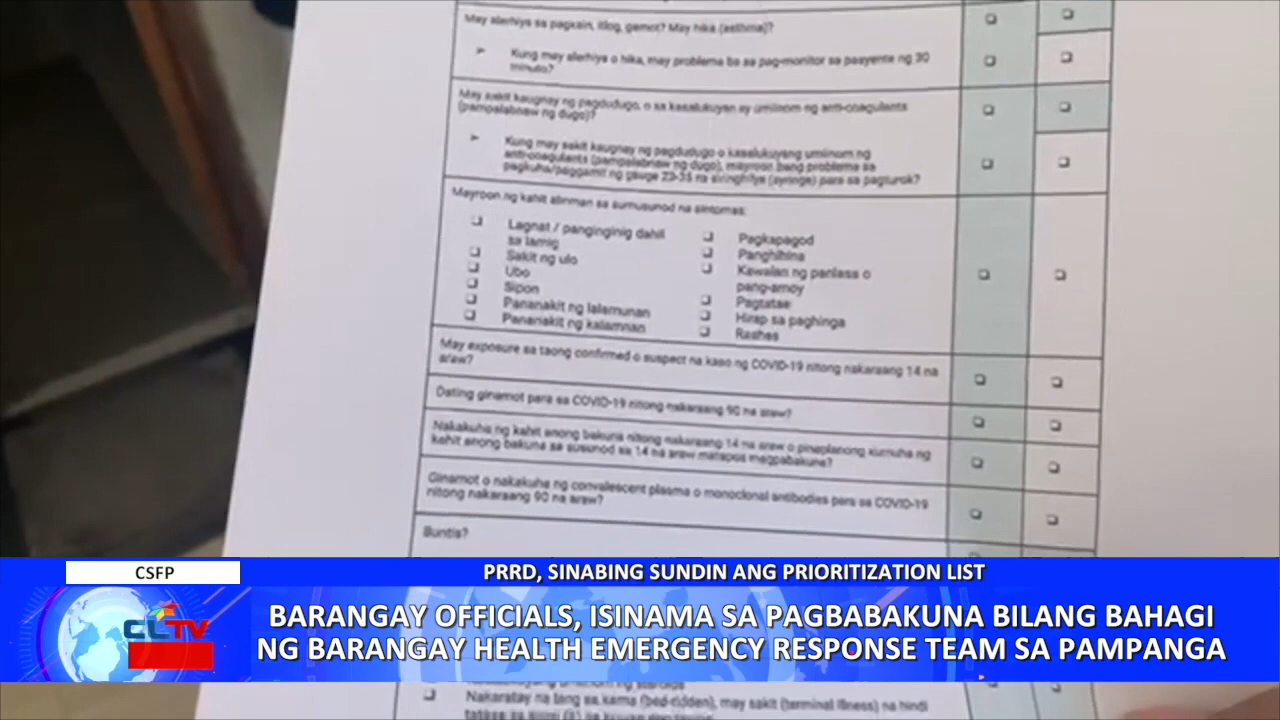 May alerhiya sa pagkain, itlog, gamot? May hika (asthma)?
Kung may alerhiya o hika, may problema ba sa pag-monitor sa pasyente ng 30
minuto?
May sakit kaugnay ng pagdudugo, o sa kasalukuyan ay umiinom ng anti-coagulants
(pampalabnaw ng dugo)?
Kung may sakit kaugnay ng pagdudugo o kasalukuyang umiinom ng
anti-coagulants (pampalabnaw ng dugo), mayroon bang problema sa
pagkuha/paggamit ng gauge 23-25 na siringhilya (syringe) para sa pagturok?
Mayroon ng kahit alinman sa sumusunod na sintomas:
Lagnat / panginginig dahil
sa lamig
Sakit ng ulo
Ubo
Sipon
Pananakit ng lalamunan
Pananakit ng kalamnan
Pagkapagod
Panghihina
Kawalan ng panlasa o
pang-amoy
Pagtatae
Hirap sa paghinga
Rashes
May exposure sa taong confirmed o suspect na kaso ng COVID-19 nitong nakaraang 14 na
araw?
Dating ginamot para sa COVID-19 nitong nakaraang 90 na araw?
Nakakuha ng kahit anong bakuna nitong nakaraang 14 na araw o pinaplanong kumuha ng
kahit anong bakuna sa susunod sa 14 na araw matapos magpabakuna?
Ginamot o nakakuha ng convalescent plasma o monoclonal antibodies para sa COVID-19
nitong nakaraang 90 na araw?
Buntis?
CSFP
PRRD, SINABING SUNDIN ANG PRIORITIZATION LIST
CLTV
BARANGAY OFFICIALS, ISINAMA SA PAGBABAKUNA BILANG BAHAGI
NG BARANGAY HEALTH EMERGENCY RESPONSE TEAM SA PAMPANGA
Nakaratay na lang sa kama (bed-ridden), may sakit (terminal illness) na hindi